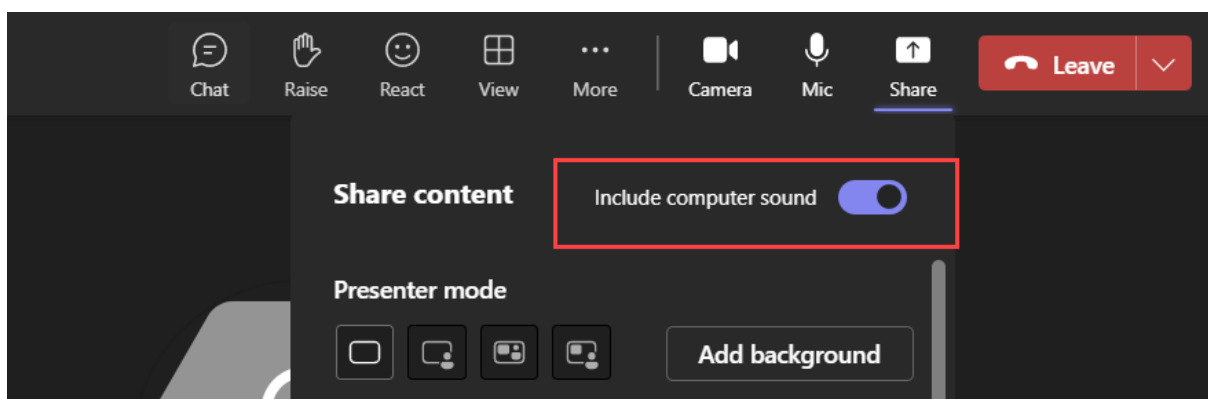 Chat Raise React View More Camera Mic Share Leave
Share content Include computer sound
Presenter mode
Add background